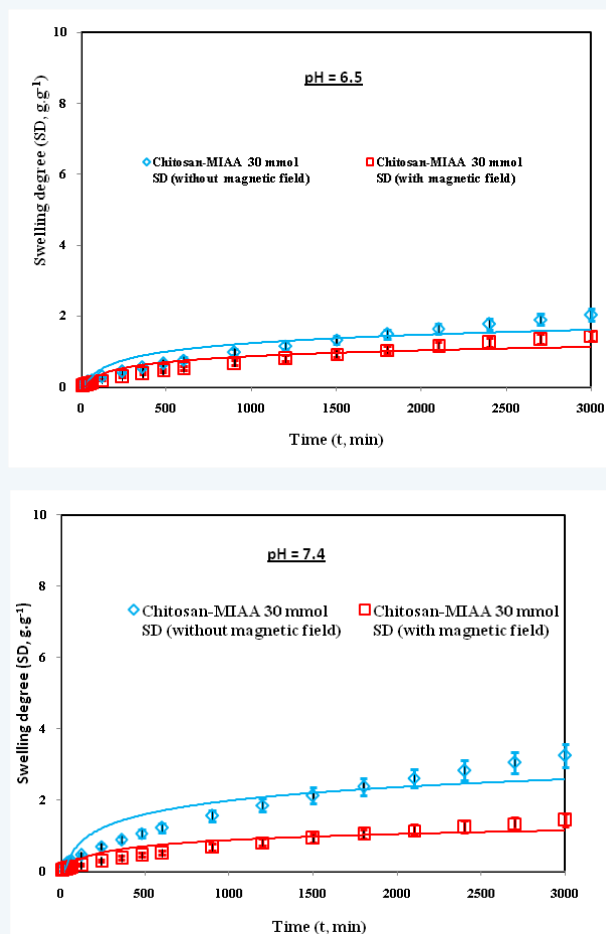 10
8
6
4
2
0
Swelling degree (SD, g.g⁻¹)
pH = 6.5
Chitosan-MIAA 30 mmol
SD (without magnetic field)
Chitosan-MIAA 30 mmol
SD (with magnetic field)
0 500 1000 1500 2000 2500 3000
Time (t, min)
10
8
6
4
2
0
Swelling degree (SD, g.g⁻¹)
pH = 7.4
Chitosan-MIAA 30 mmol
SD (without magnetic field)
Chitosan-MIAA 30 mmol
SD (with magnetic field)
0 500 1000 1500 2000 2500 3000
Time (t, min)